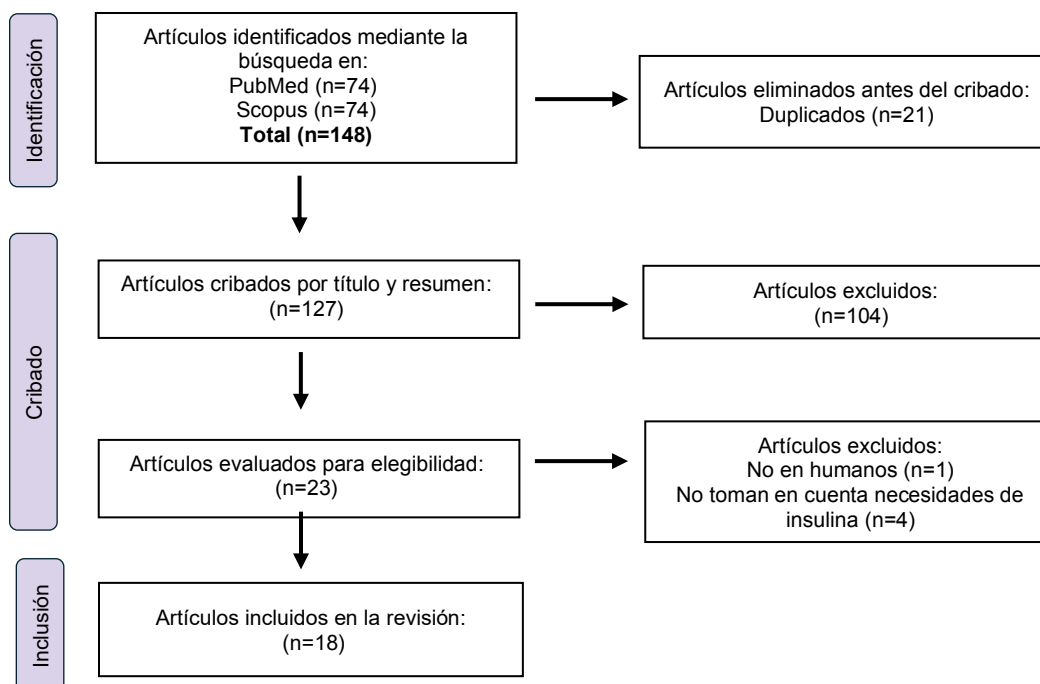 Identificación
Artículos identificados mediante la
búsqueda en:
PubMed (n=74)
Scopus (n=74)
Total (n=148)
Artículos eliminados antes del cribado:
Duplicados (n=21)
Cribado
Artículos cribados por título y resumen:
(n=127)
Artículos excluidos:
(n=104)
Artículos evaluados para elegibilidad:
(n=23)
Artículos excluidos:
No en humanos (n=1)
No toman en cuenta necesidades de
insulina (n=4)
Inclusión
Artículos incluidos en la revisión:
(n=18)